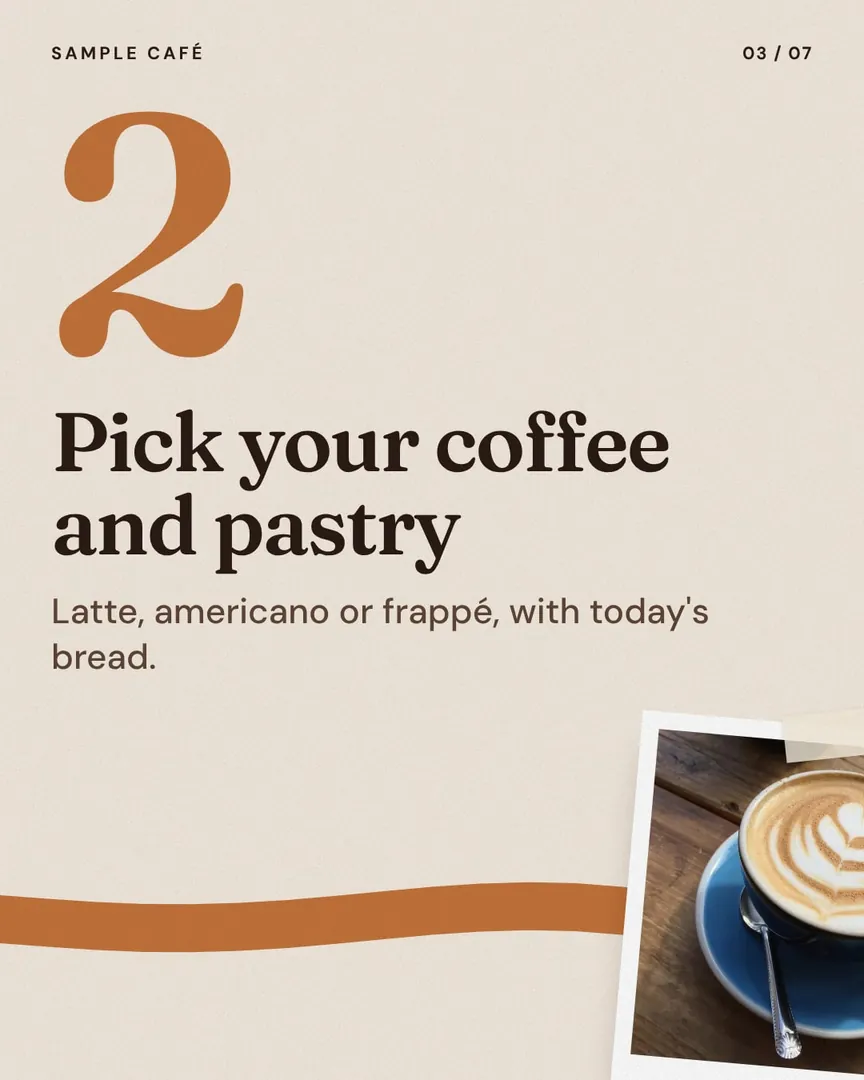 SAMPLE CAFÉ
03 / 07
2
Pick your coffee
and pastry
Latte, americano or frappé, with today's
bread.